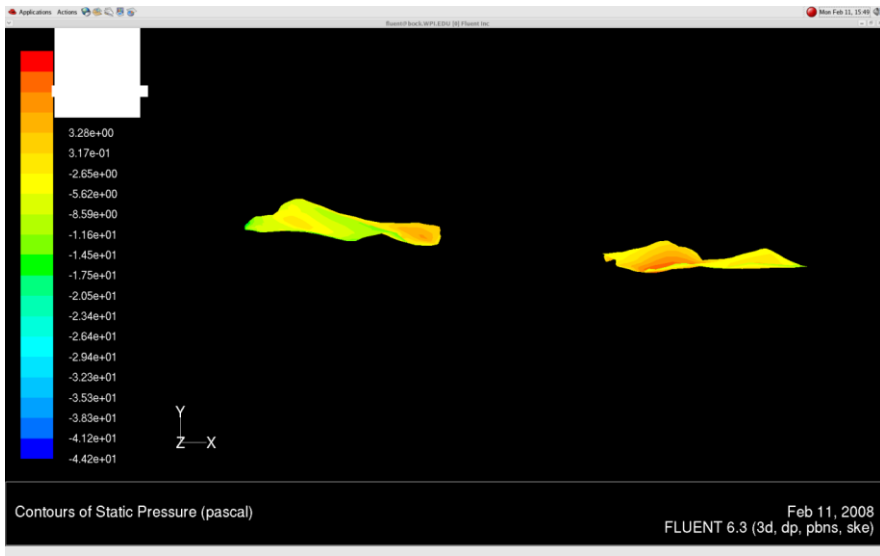 Applications Actions
Mon Feb 11, 15:49
3.28e+00
3.17e-01
-2.65e+00
-5.62e+00
-8.59e+00
-1.16e+01
-1.45e+01
-1.75e+01
-2.05e+01
-2.34e+01
-2.64e+01
-2.94e+01
-3.23e+01
-3.53e+01
-3.83e+01
-4.12e+01
-4.42e+01
Y
Z X
Contours of Static Pressure (pascal)
Feb 11, 2008
FLUENT 6.3 (3d, dp, pbns, ske)